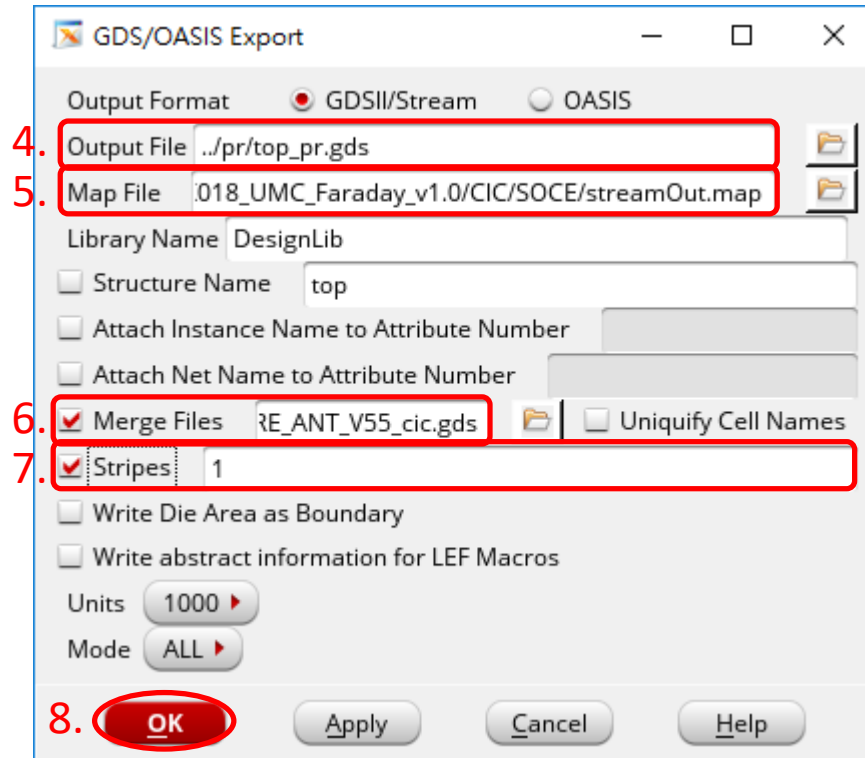 GDS/OASIS Export
Output Format GDSII/Stream OASIS
4. Output File ../pr/top_pr.gds
5. Map File :018_UMC_Faraday_v1.0/CIC/SOCE/streamOut.map
Library Name DesignLib
Structure Name top
Attach Instance Name to Attribute Number
Attach Net Name to Attribute Number
6. Merge Files RE_ANT_V55_cic.gds Uniquify Cell Names
7. Stripes 1
Write Die Area as Boundary
Write abstract information for LEF Macros
Units 1000
Mode ALL
8. OK Apply Cancel Help